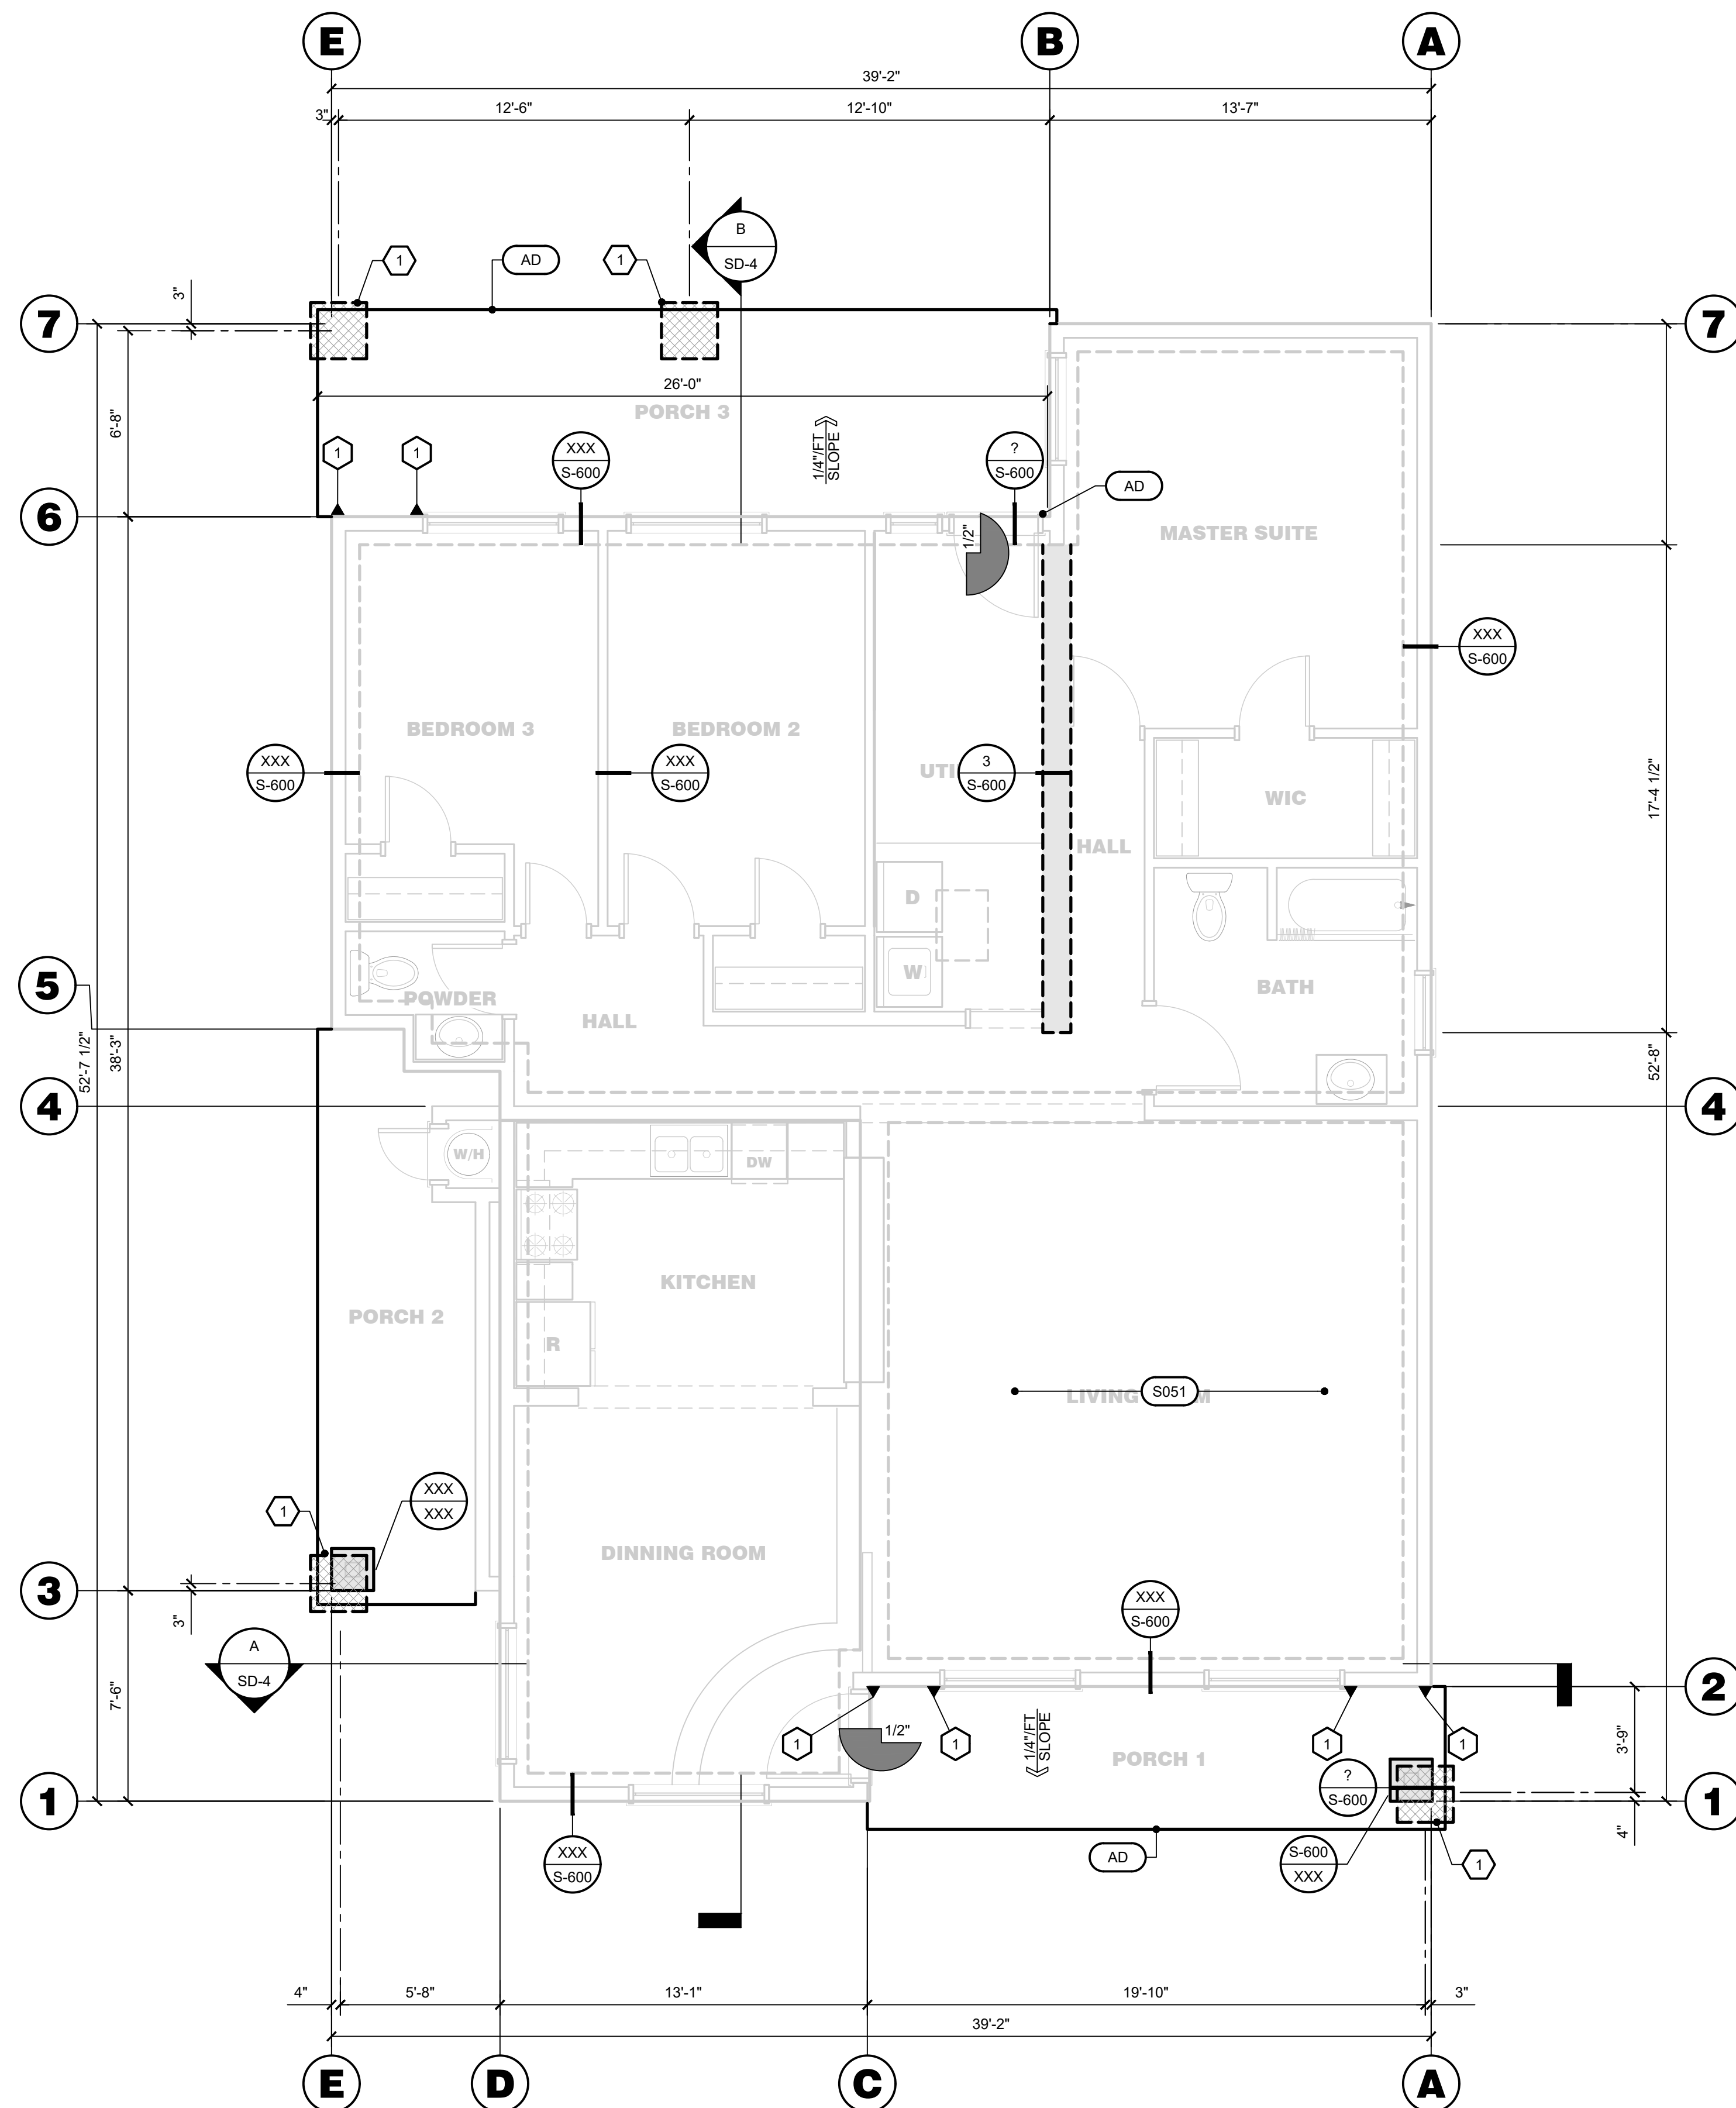 E
B
A
39'-2"
3"
12'-6"
12'-10"
13'-7"
B
SD-4
1
AD
1
3"
7
7
26'-0"
PORCH 3
6'-8"
1/4"/FT
SLOPE
1
1
XXX
S-600
?
S-600
AD
6
1/2"
MASTER SUITE
XXX
S-600
BEDROOM 3
BEDROOM 2
XXX
S-600
XXX
S-600
UTI
3
S-600
WIC
17'-4 1/2"
HALL
D
W
5
POWDER
HALL
BATH
52'-7 1/2"
38'-3"
52'-8"
4
4
W/H
DW
KITCHEN
PORCH 2
R
S051
LIVING
M
XXX
XXX
1
DINNING ROOM
3
3"
XXX
S-600
A
SD-4
7'-6"
2
1
1/2"
1
1/4"/FT
SLOPE
PORCH 1
1
1
3'-9"
?
S-600
1
1
4"
XXX
S-600
AD
S-600
XXX
1
4"
5'-8"
13'-1"
19'-10"
3"
39'-2"
E
D
C
A